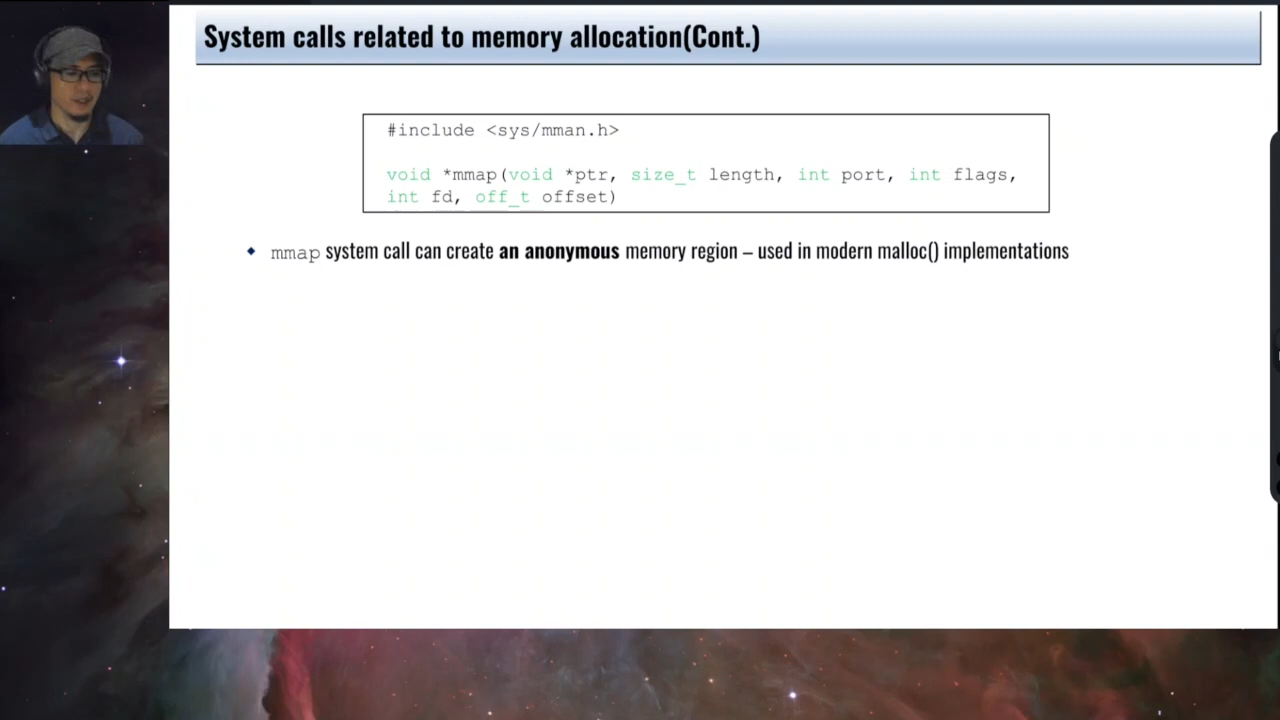 System calls related to memory allocation(Cont.)
#include <sys/mman.h>
void *mmap(void *ptr, size_t length, int port, int flags,
int fd, off_t offset)
mmap system call can create an anonymous memory region – used in modern malloc() implementations